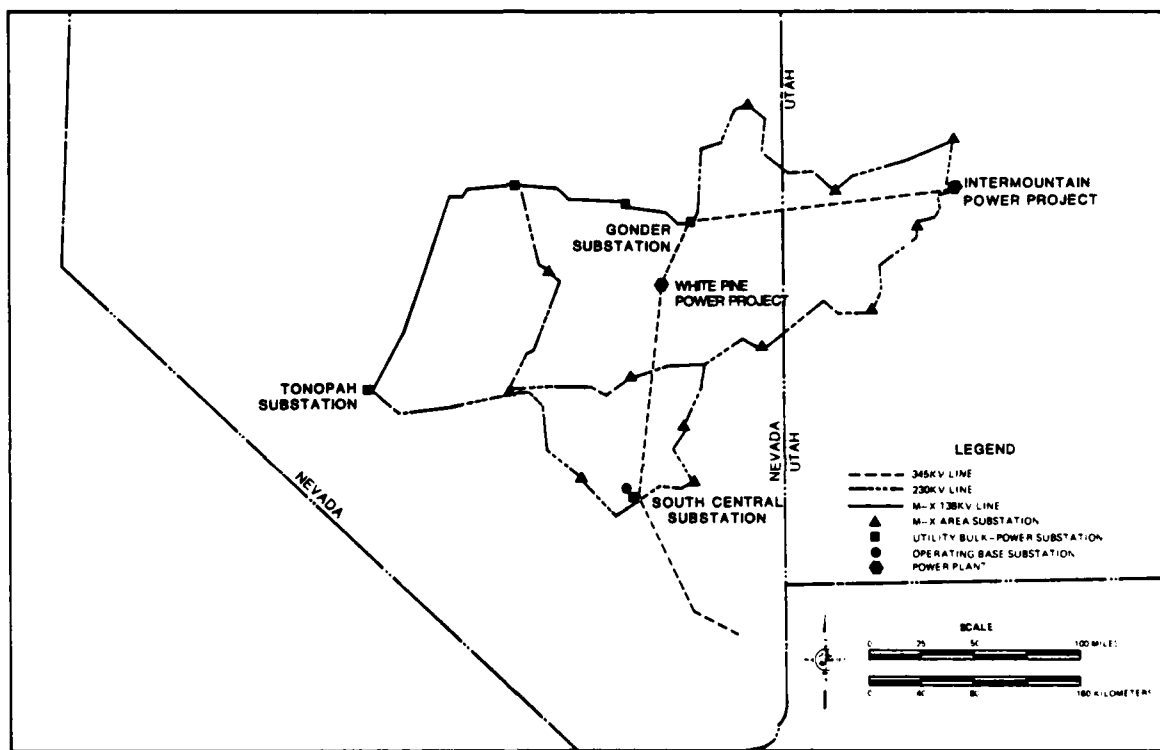 UTAH
INTERMOUNTAIN
POWER PROJECT
GONDER
SUBSTATION
WHITE PINE
POWER PROJECT
TONOPAH
SUBSTATION
NEVADA
NEVADA
UTAH
SOUTH CENTRAL
SUBSTATION
LEGEND
345KV LINE
230KV LINE
M-X 138KV LINE
M-X AREA SUBSTATION
UTILITY BULK-POWER SUBSTATION
OPERATING BASE SUBSTATION
POWER PLANT
SCALE
0 25 50 100 MILES
0 40 80 160 KILOMETERS